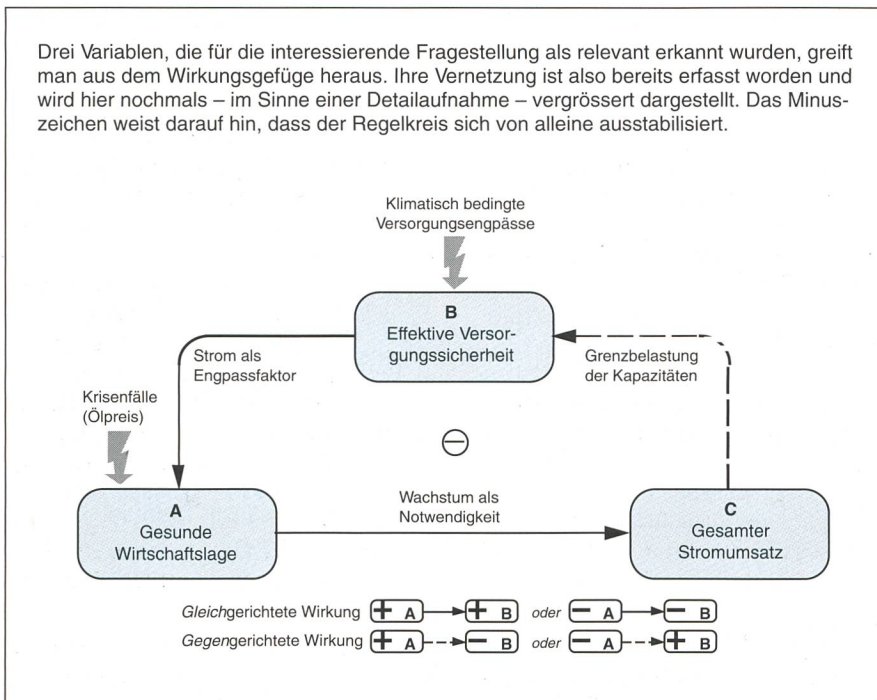 Drei Variablen, die für die interessierende Fragestellung als relevant erkannt wurden, greift
man aus dem Wirkungsgefüge heraus. Ihre Vernetzung ist also bereits erfasst worden und
wird hier nochmals – im Sinne einer Detailaufnahme – vergrössert dargestellt. Das Minus-
zeichen weist darauf hin, dass der Regelkreis sich von alleine ausstabilisiert.
Klimatisch bedingte
Versorgungsengpässe
B
Effektive Versor-
gungssicherheit
Strom als
Engpassfaktor
Grenzbelastung
der Kapazitäten
Krisenfälle
(Ölpreis)
−
A
Gesunde
Wirtschaftslage
Wachstum als
Notwendigkeit
C
Gesamter
Stromumsatz
Gleichgerichtete Wirkung + A + B oder − A − B
Gegengerichtete Wirkung + A − B oder − A + B